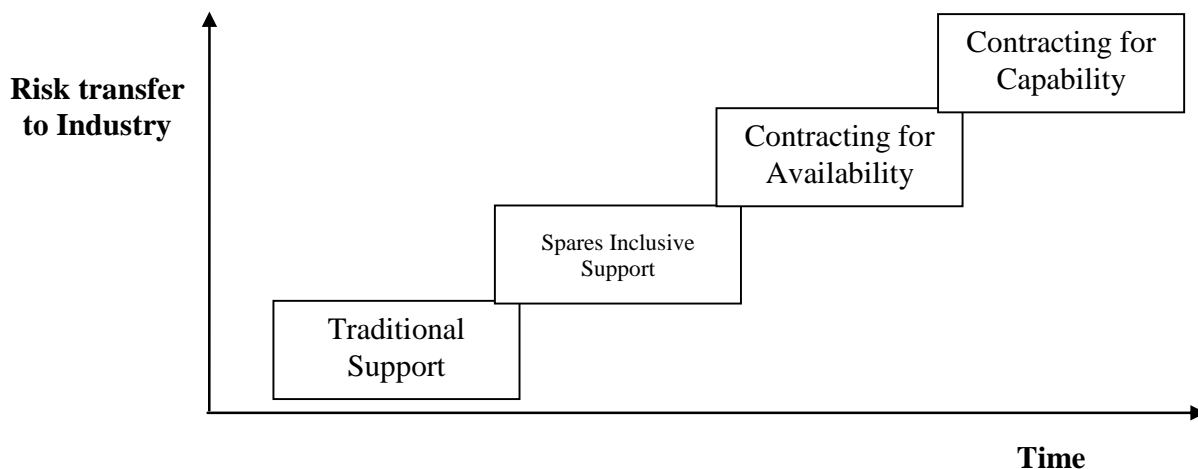 Contracting for
Capability
Risk transfer
to Industry
Contracting for
Availability
Spares Inclusive
Support
Traditional
Support
Time